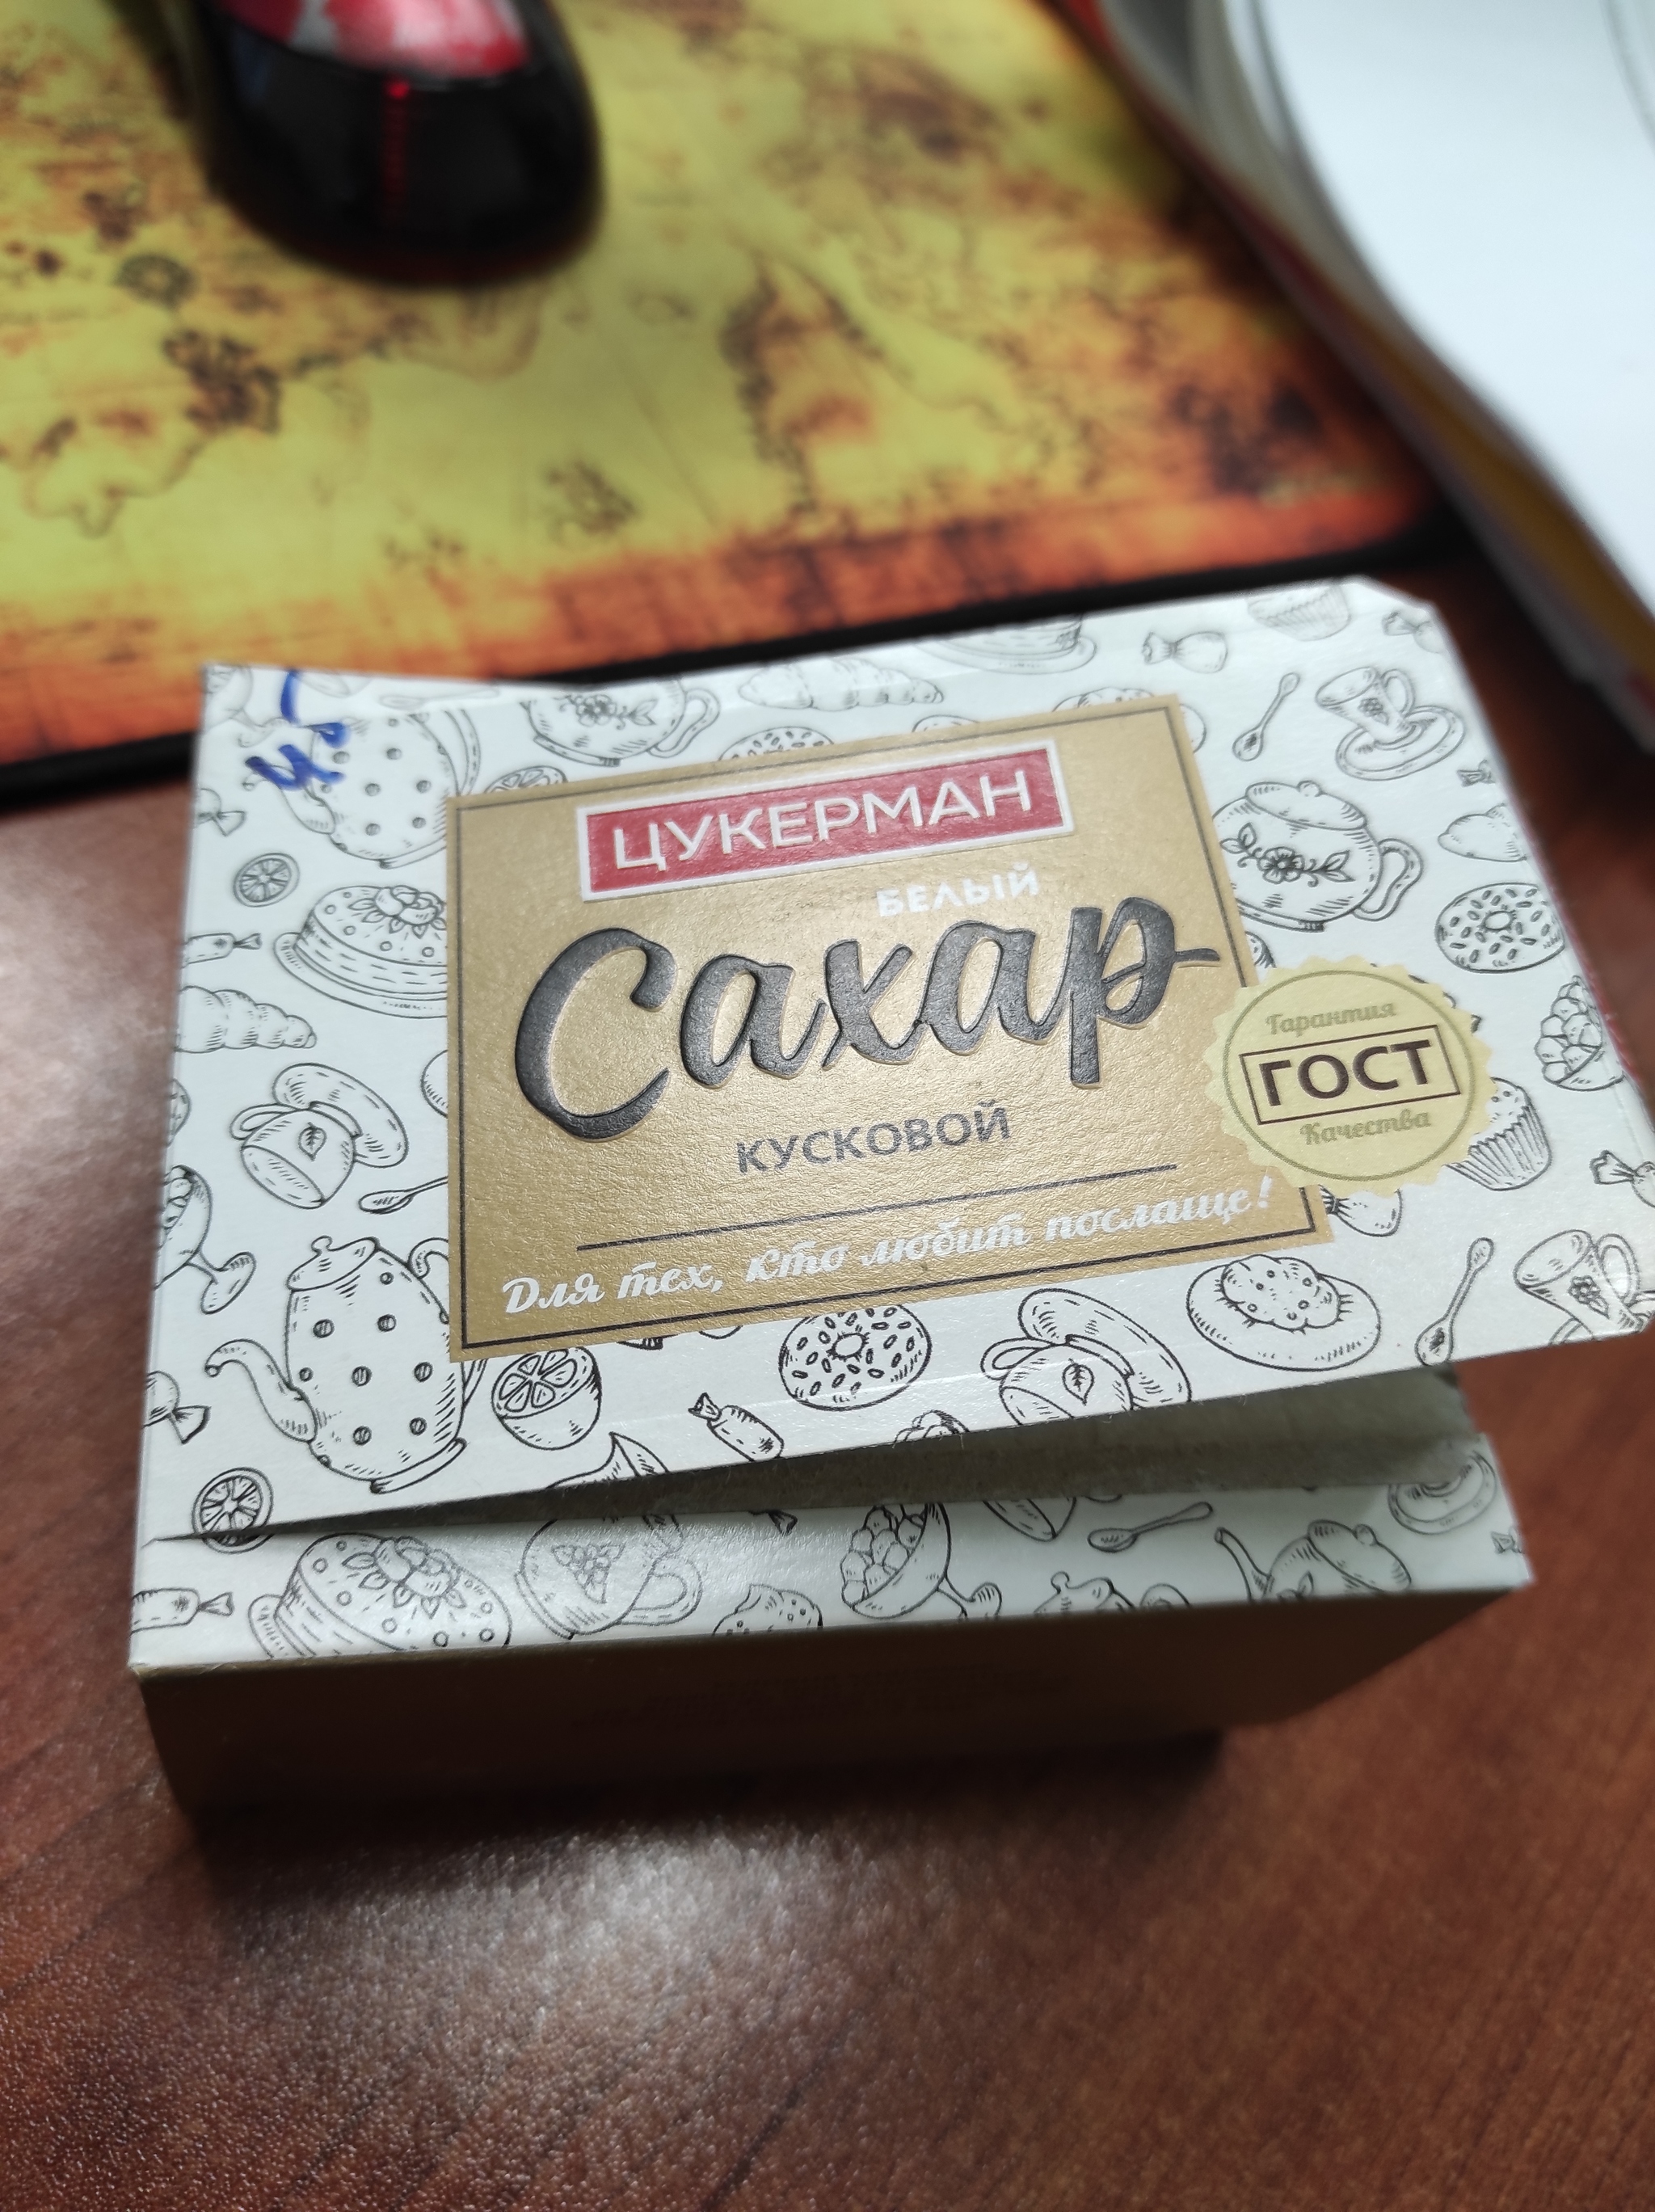 ЦУКЕРМАН
БЕЛЫЙ
Сахар
КУСКОВОЙ
Для тех, кто любит послаще!
Гарантия
ГОСТ
Качества